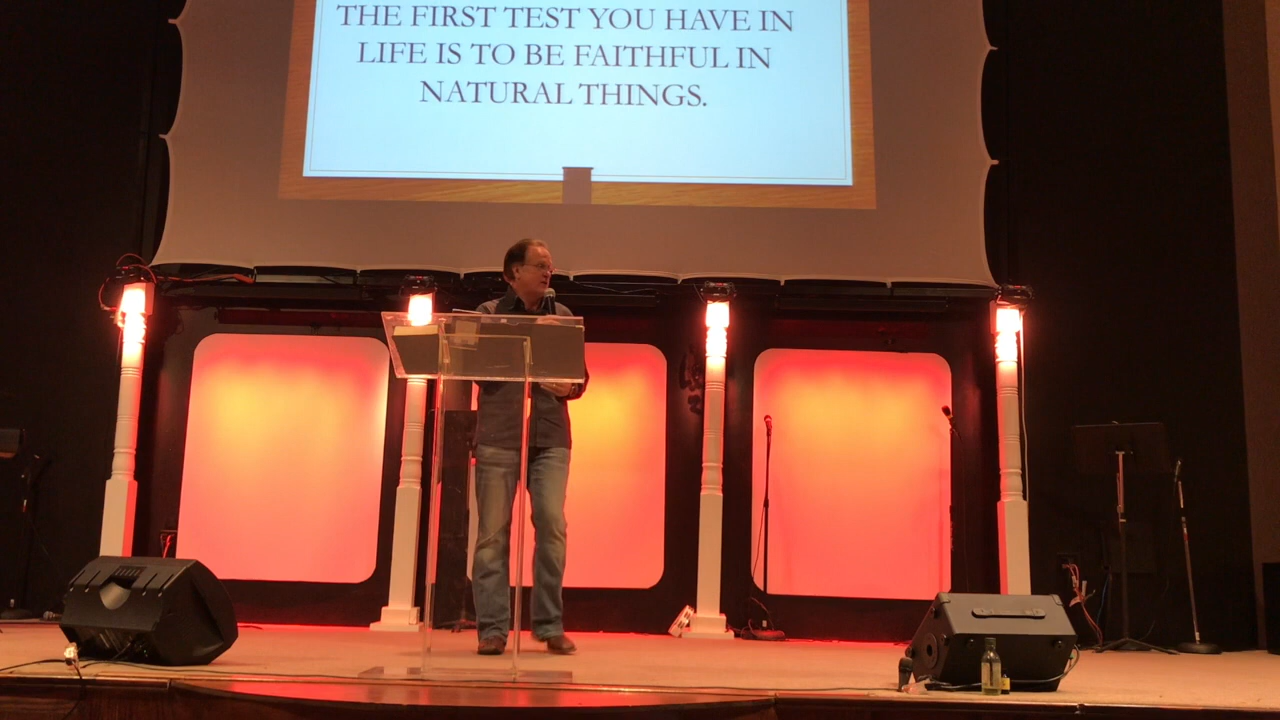 THE FIRST TEST YOU HAVE IN
LIFE IS TO BE FAITHFUL IN
NATURAL THINGS.